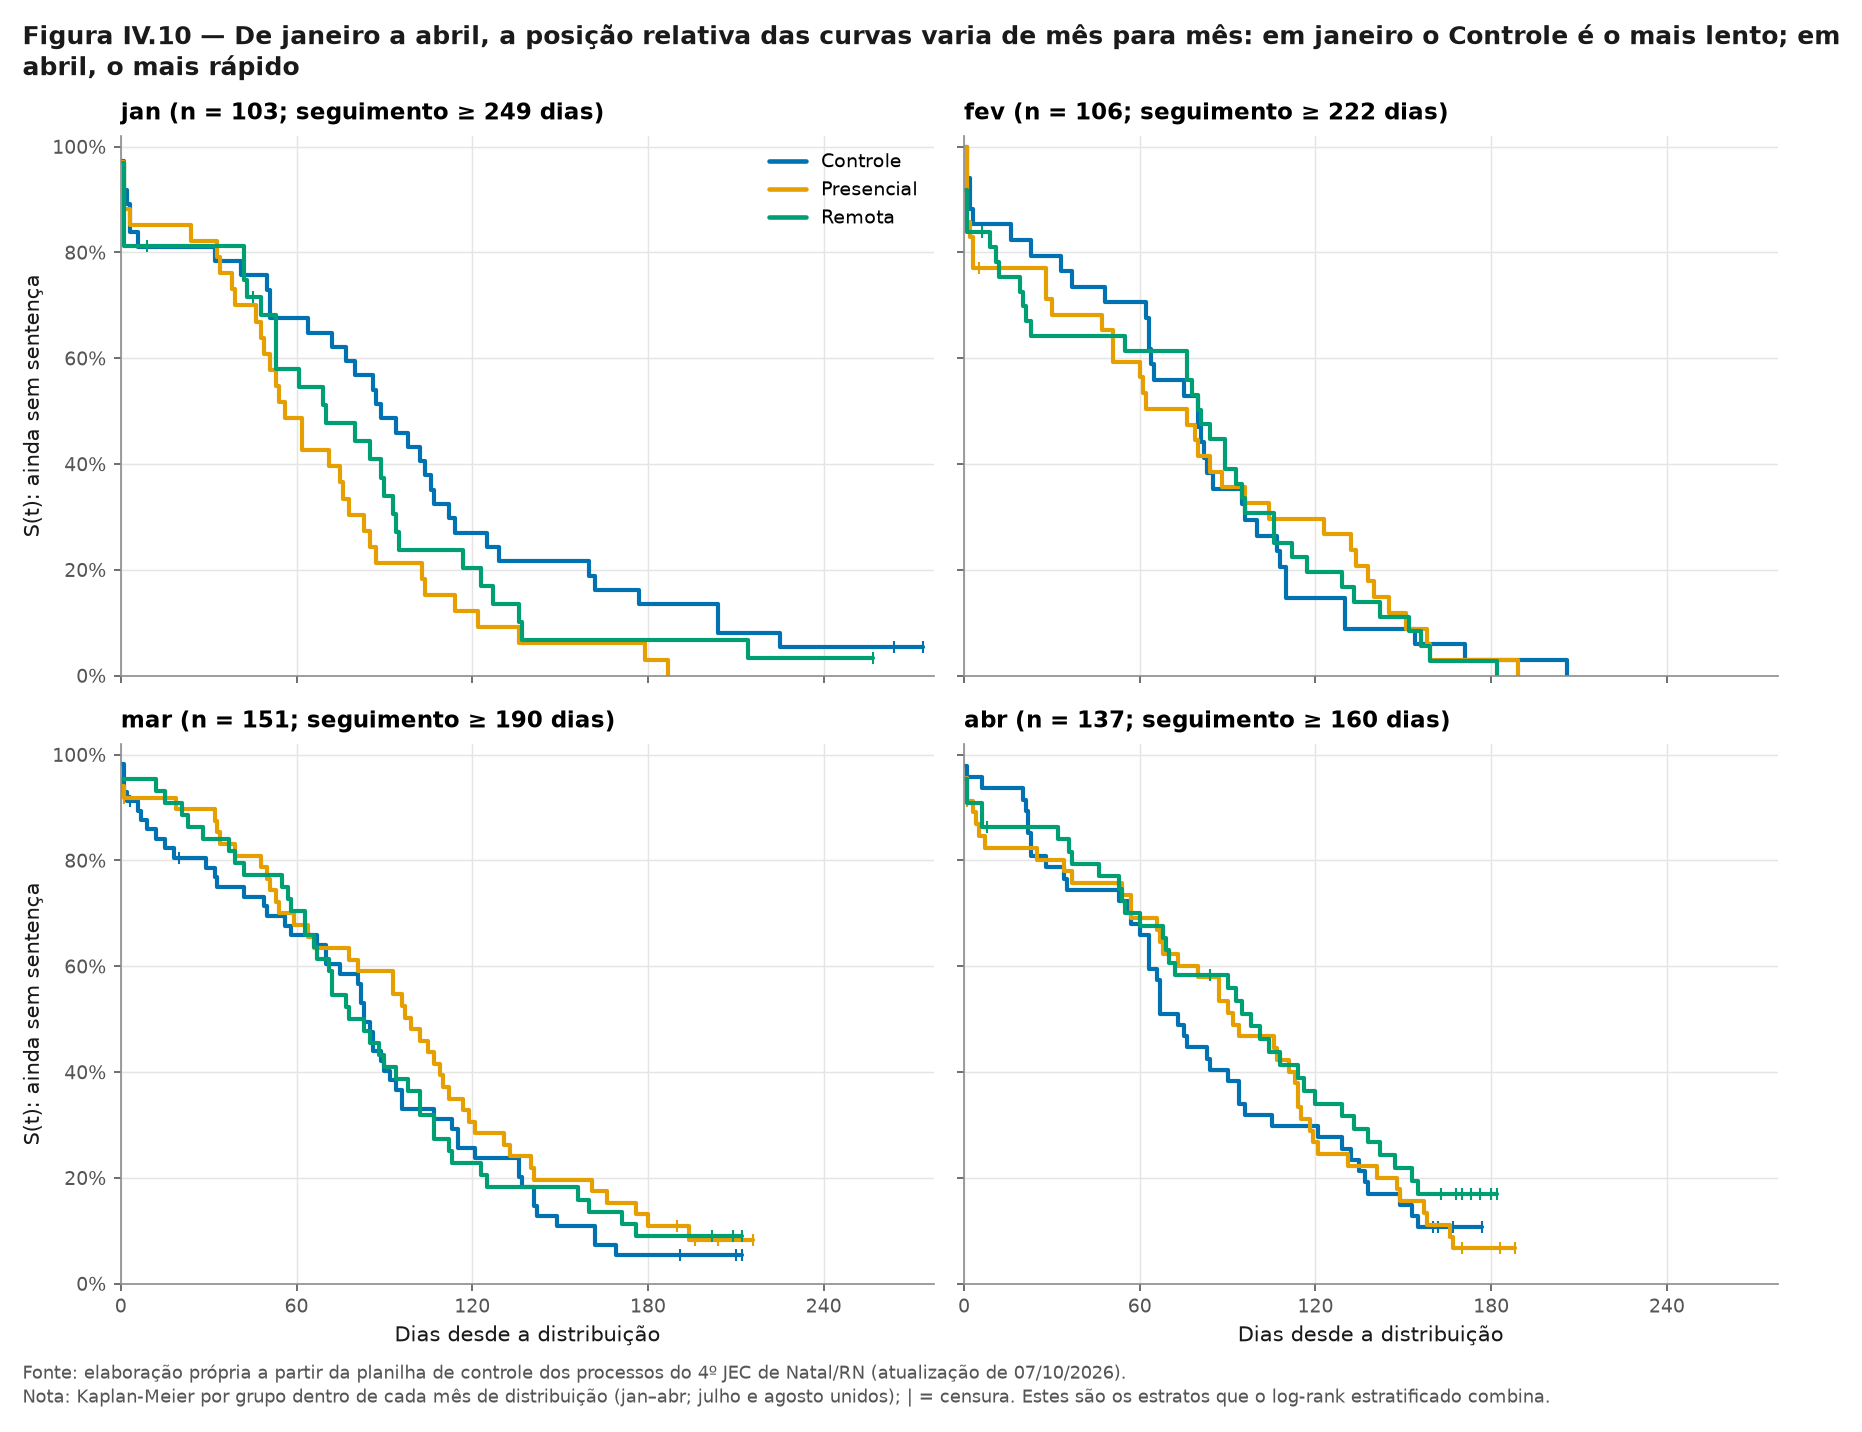 Figura IV.10 — De janeiro a abril, a posição relativa das curvas varia de mês para mês: em janeiro o Controle é o mais lento; em
abril, o mais rápido
jan (n = 103; seguimento ≥ 249 dias)
fev (n = 106; seguimento ≥ 222 dias)
S(t): ainda sem sentença
100%
80%
60%
40%
20%
0%
Controle
Presencial
Remota
mar (n = 151; seguimento ≥ 190 dias)
abr (n = 137; seguimento ≥ 160 dias)
S(t): ainda sem sentença
100%
80%
60%
40%
20%
0%
0 60 120 180 240
0 60 120 180 240
Dias desde a distribuição
Dias desde a distribuição
Fonte: elaboração própria a partir da planilha de controle dos processos do 4º JEC de Natal/RN (atualização de 07/10/2026).
Nota: Kaplan-Meier por grupo dentro de cada mês de distribuição (jan–abr; julho e agosto unidos); | = censura. Estes são os estratos que o log-rank estratificado combina.